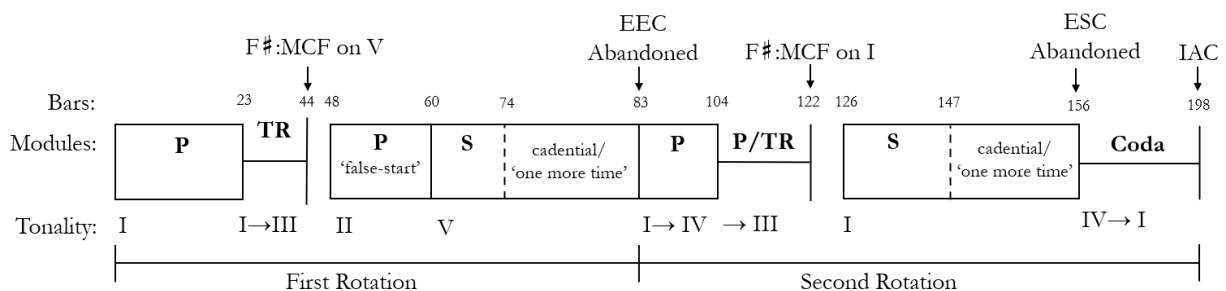 EEC
Abandoned
ESC
Abandoned
F♯:MCF on V
F♯:MCF on I
IAC
Bars:
23
44
48
60
74
83
104
122
126
147
156
198
Modules:
P
TR
P
'false-start'
S
cadential/
'one more time'
P
P/TR
S
cadential/
'one more time'
Coda
Tonality:
I
I→III
II
V
I→ IV
→ III
I
IV→ I
First Rotation
Second Rotation